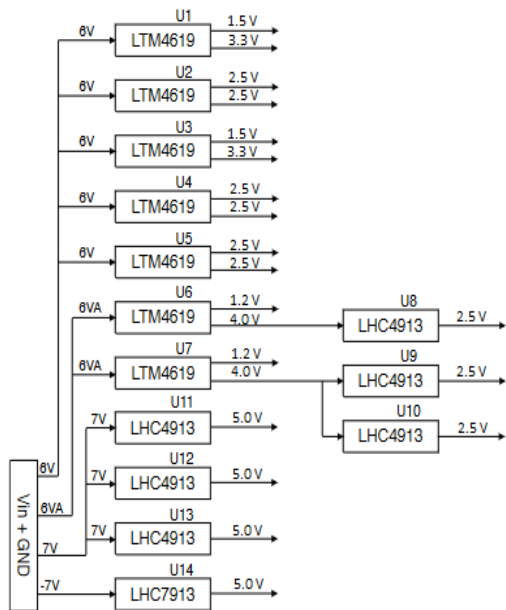 U1
6V
LTM4619
1.5 V
3.3 V
U2
6V
LTM4619
2.5 V
2.5 V
U3
6V
LTM4619
1.5 V
3.3 V
U4
6V
LTM4619
2.5 V
2.5 V
U5
6V
LTM4619
2.5 V
2.5 V
U6
6VA
LTM4619
1.2 V
4.0 V
U8
LHC4913
2.5 V
U7
6VA
LTM4619
1.2 V
4.0 V
U9
LHC4913
2.5 V
U10
LHC4913
2.5 V
U11
7V
LHC4913
5.0 V
U12
7V
LHC4913
5.0 V
U13
7V
LHC4913
5.0 V
U14
LHC7913
5.0 V
Vin + GND
6V
6VA
7V
-7V